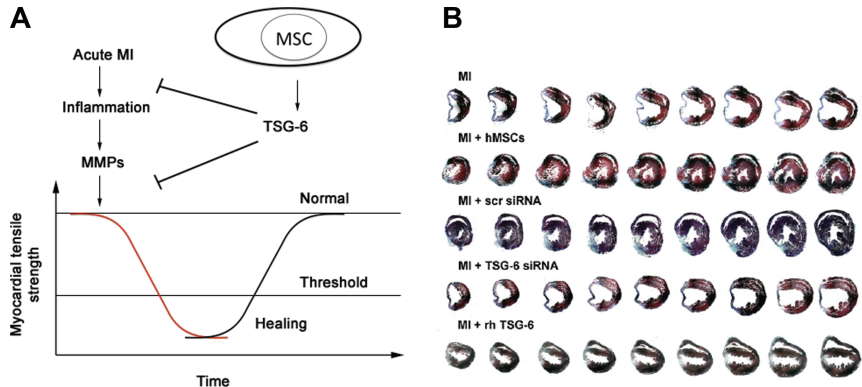 A
MSC
Acute MI
Inflammation
TSG-6
MMPs
Normal
Threshold
Healing
Myocardial tensile
strength
Time
B
MI
MI + hMSCs
MI + scr siRNA
MI + TSG-6 siRNA
MI + rh TSG-6